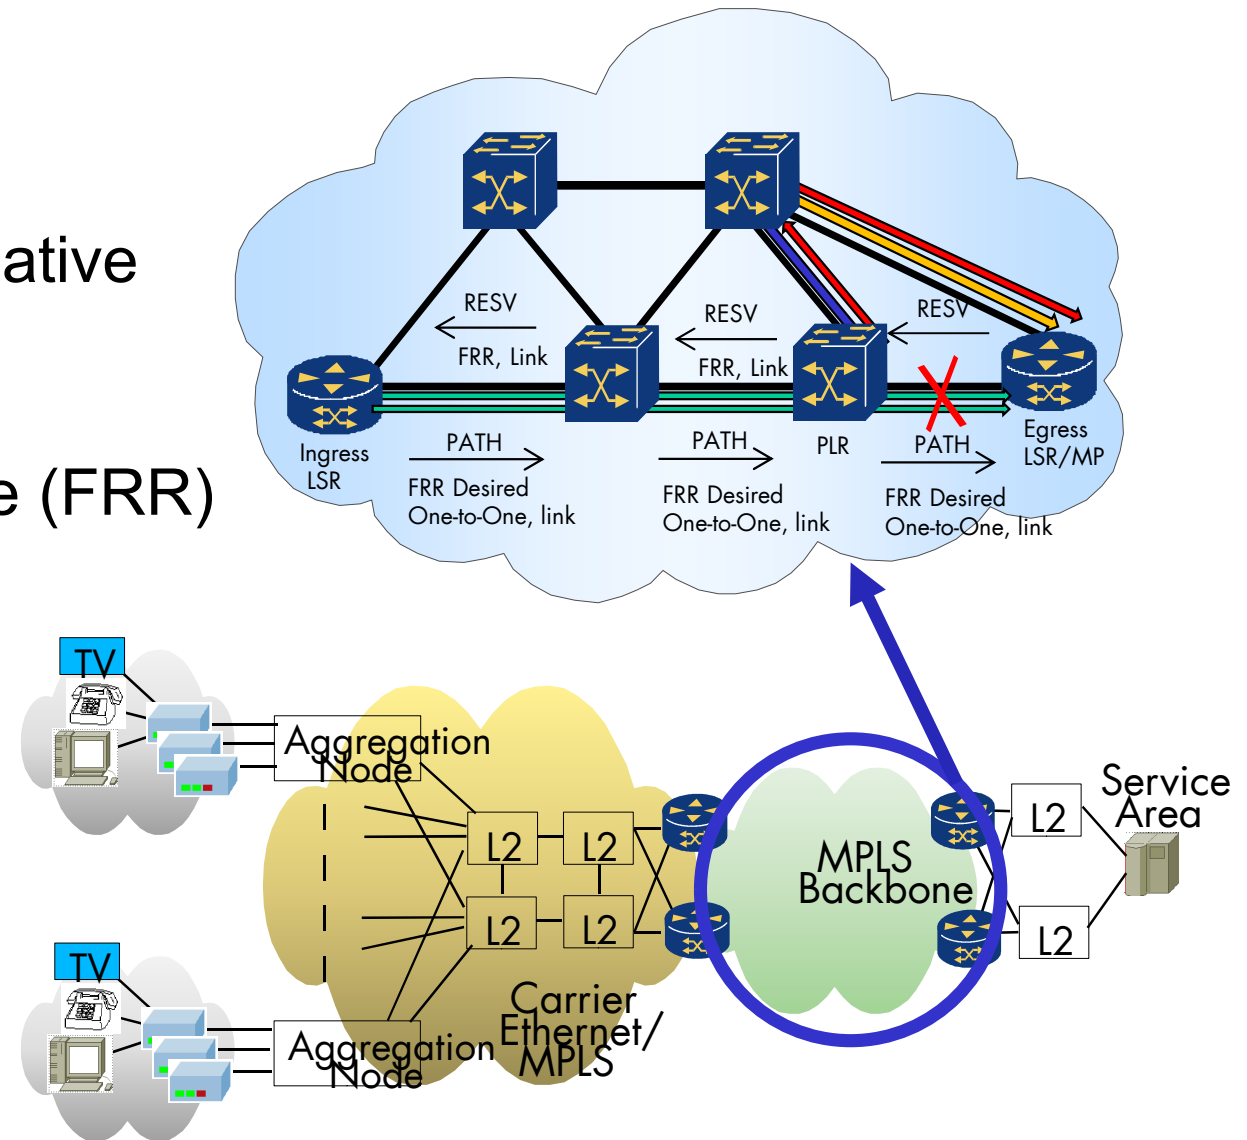 ative
e (FRR)
RESV
FRR, Link
RESV
FRR, Link
RESV
Ingress
LSR
PATH
FRR Desired
One-to-One, link
PATH
FRR Desired
One-to-One, link
PLR
PATH
FRR Desired
One-to-One, link
Egress
LSR/MP
TV
Aggregation
Node
L2
L2
L2
L2
Carrier
Ethernet/
MPLS
MPLS
Backbone
L2
L2
Service
Area
TV
Aggregation
Node